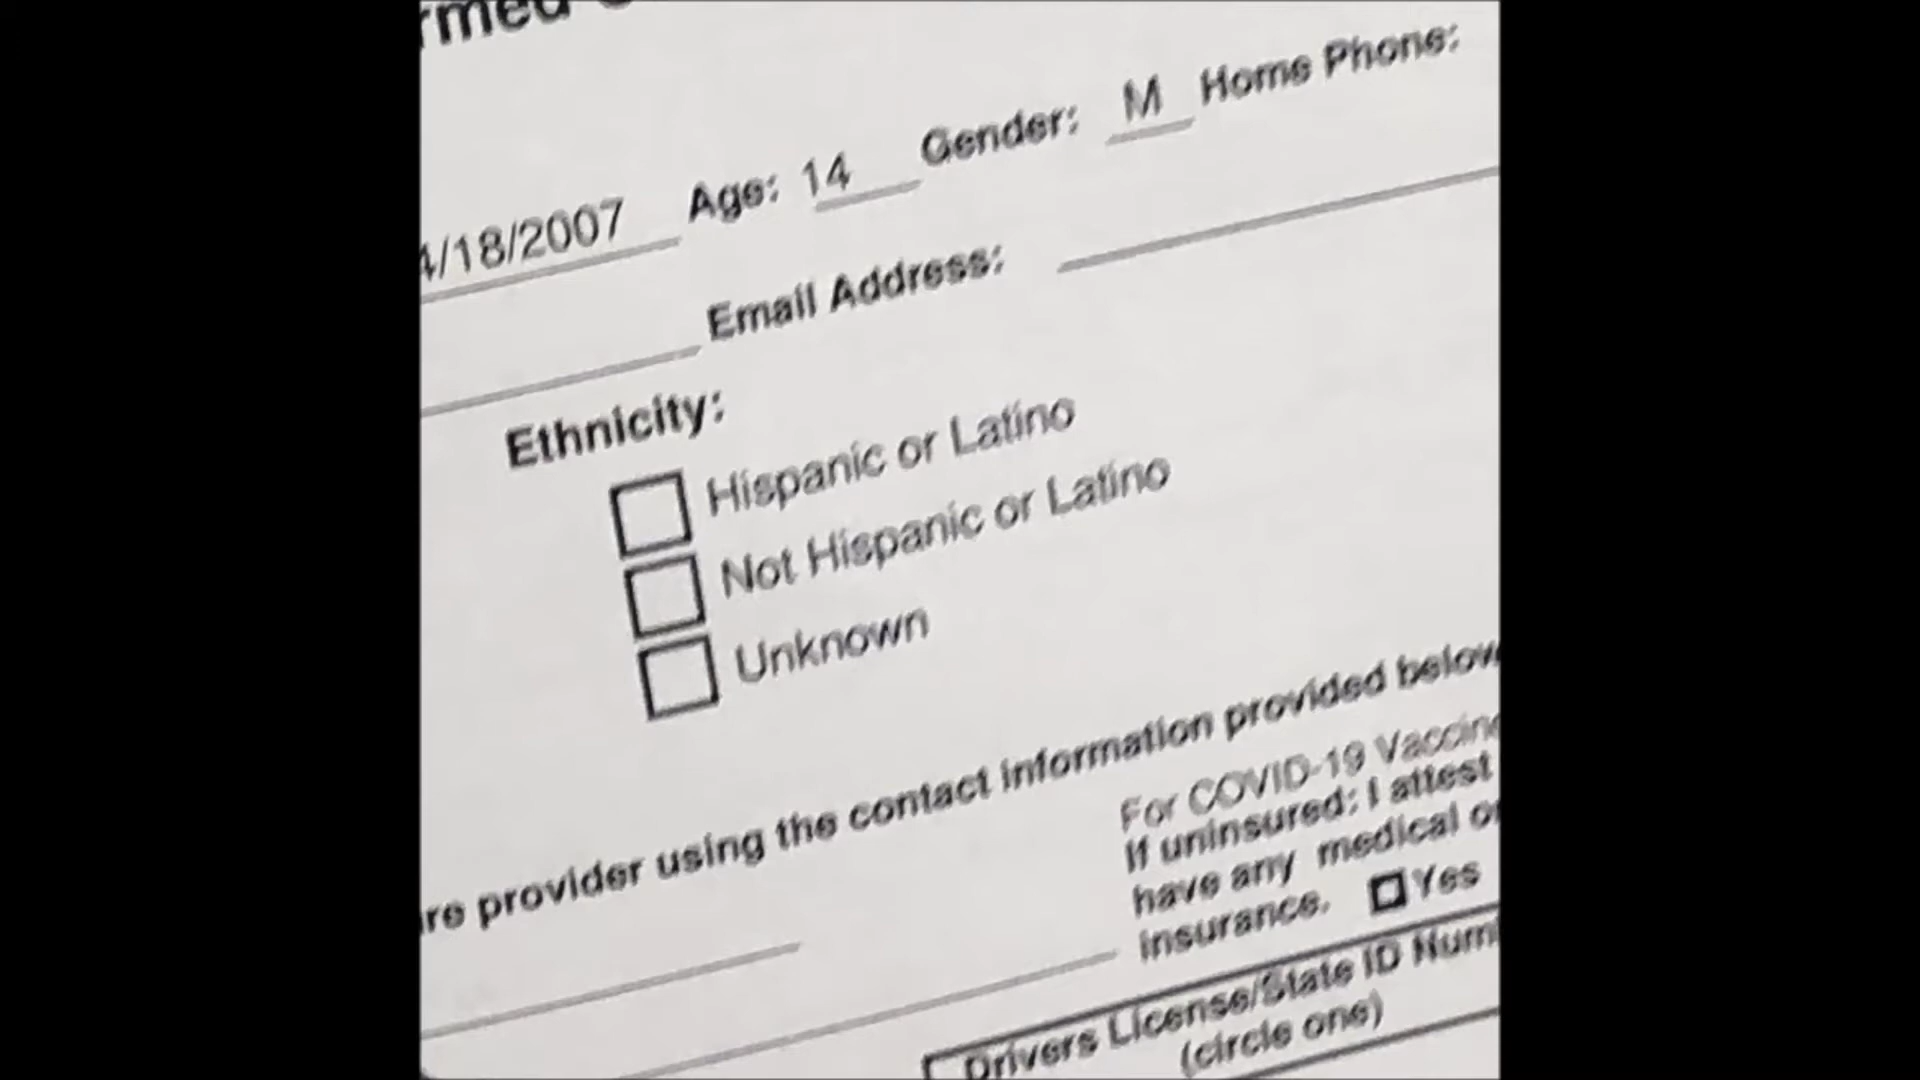 4/18/2007 Age: 14 Gender: M Home Phone:
Email Address:
Ethnicity:
Hispanic or Latino
Not Hispanic or Latino
Unknown
provider using the contact information provided below
For COVID-19
If uninsured: I attest
have any medical
insurance. Yes
Drivers License/State ID
(circle one)